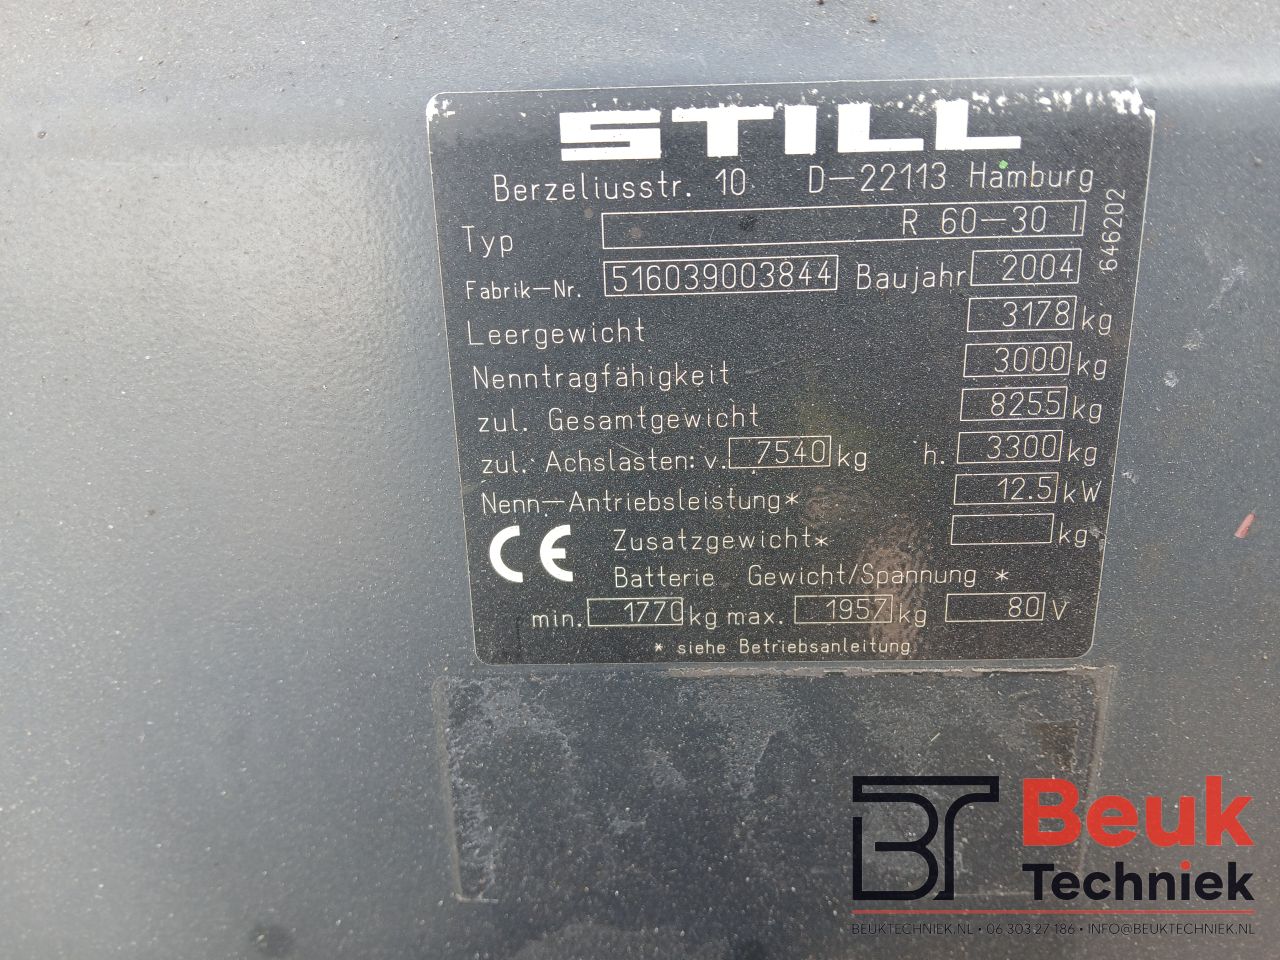 STILL
Berzeliusstr. 10 D-22113 Hamburg
Typ R 60-30 I
646202
Fabrik-Nr. 516039003844 Baujahr 2004
Leergewicht 3178 kg
Nenntragfähigkeit 3000 kg
zul. Gesamtgewicht 8255 kg
zul. Achslasten: v. 7540 kg h. 3300 kg
Nenn-Antriebsleistung* 12.5 kW
CE Zusatzgewicht* kg
Batterie Gewicht/Spannung *
min. 1770 kg max. 1957 kg 80 V
* siehe Betriebsanleitung
BT Beuk
Techniek
BEUKTECHNIEK.NL • 06 303 27 186 • INFO@BEUKTECHNIEK.NL